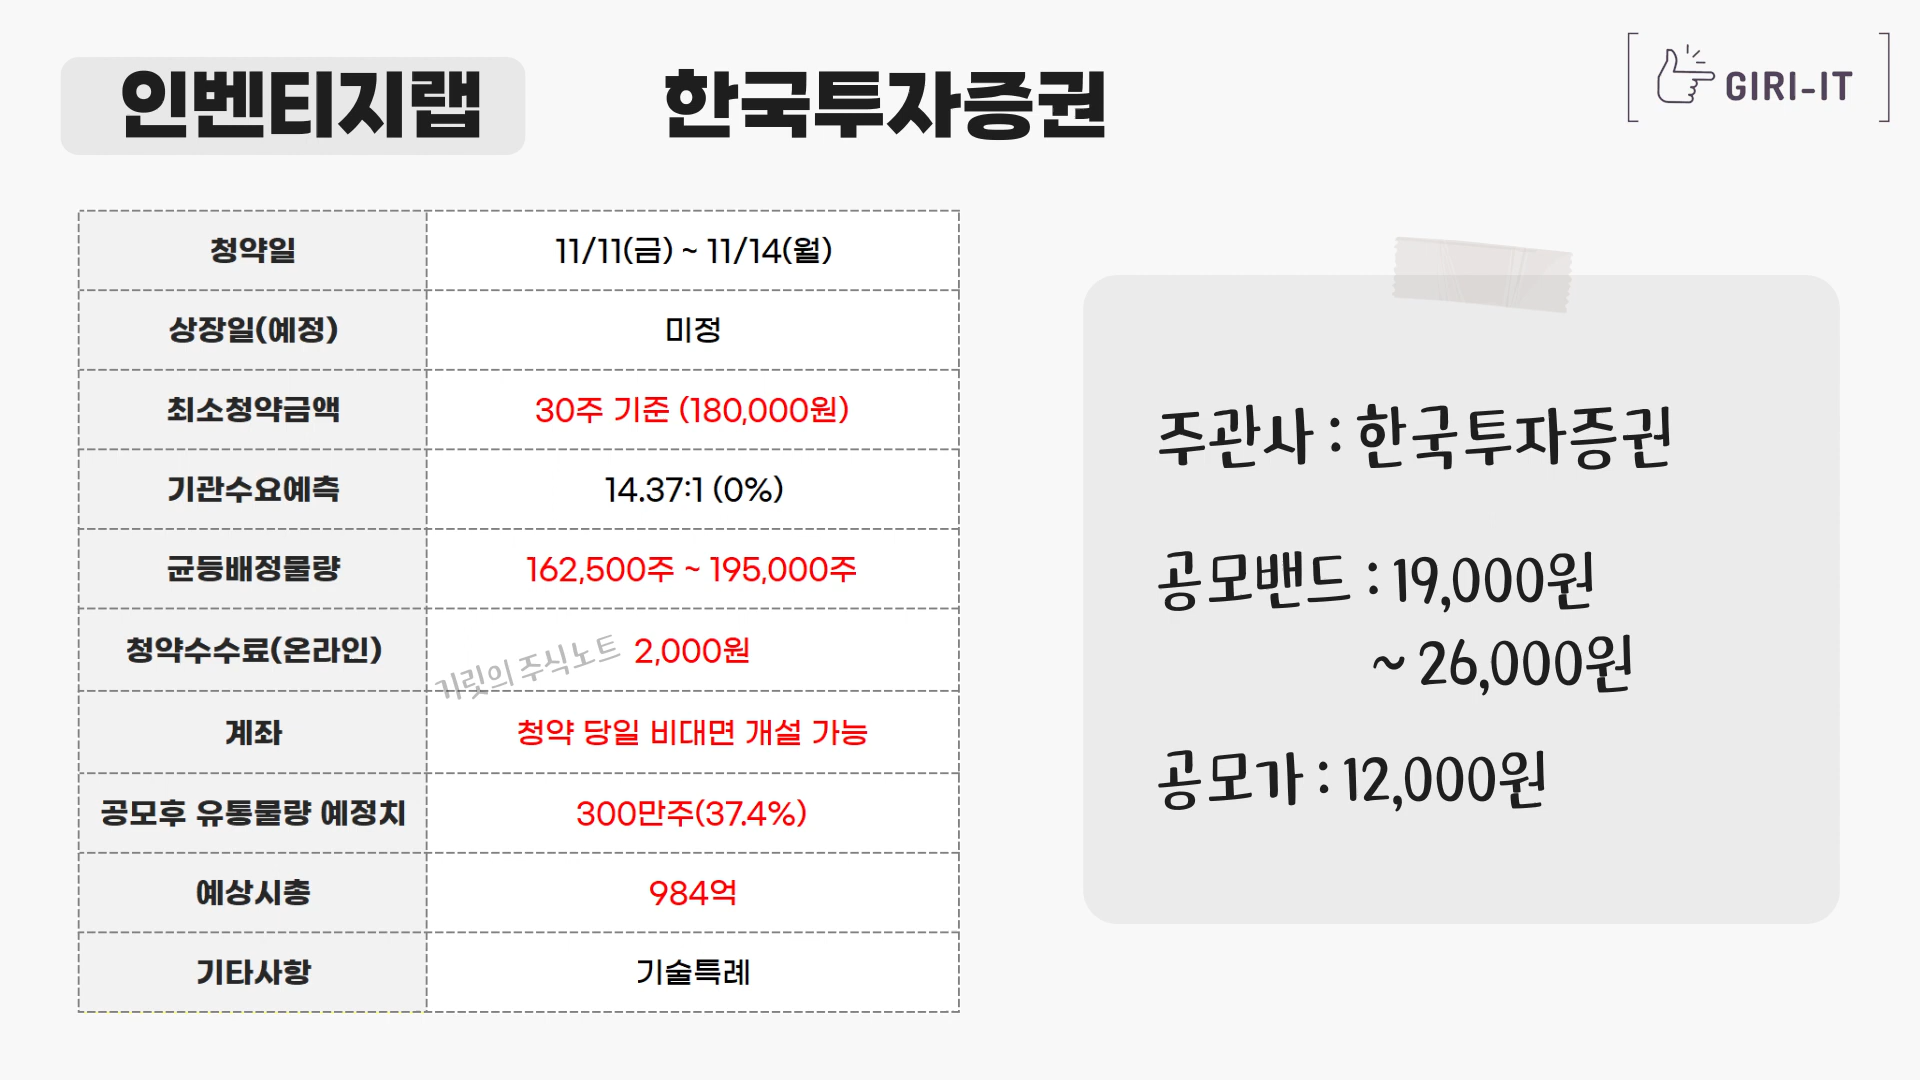 인벤티지랩 한국투자증권
GIRI-IT
청약일 11/11(금) ~ 11/14(월)
상장일(예정) 미정
최소청약금액 30주 기준 (180,000원)
기관수요예측 14.37:1 (0%)
균등배정물량 162,500주 ~ 195,000주
청약수수료(온라인) 2,000원
기릿의 주식노트
계좌 청약 당일 비대면 개설 가능
공모후 유통물량 예정치 300만주(37.4%)
예상시총 984억
기타사항 기술특례
주관사 : 한국투자증권
공모밴드 : 19,000원
~ 26,000원
공모가 : 12,000원